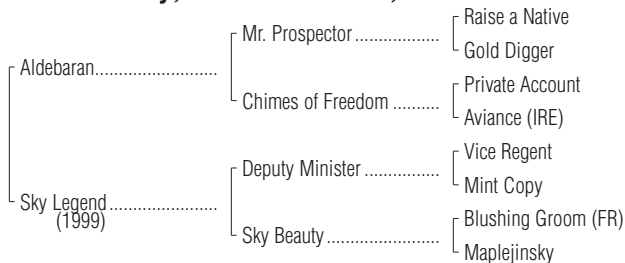 Raise a Native
Mr. Prospector
Gold Digger
Aldebaran
Private Account
Chimes of Freedom
Aviance (IRE)
Vice Regent
Deputy Minister
Mint Copy
Sky Legend
(1999)
Blushing Groom (FR)
Sky Beauty
Maplejinsky